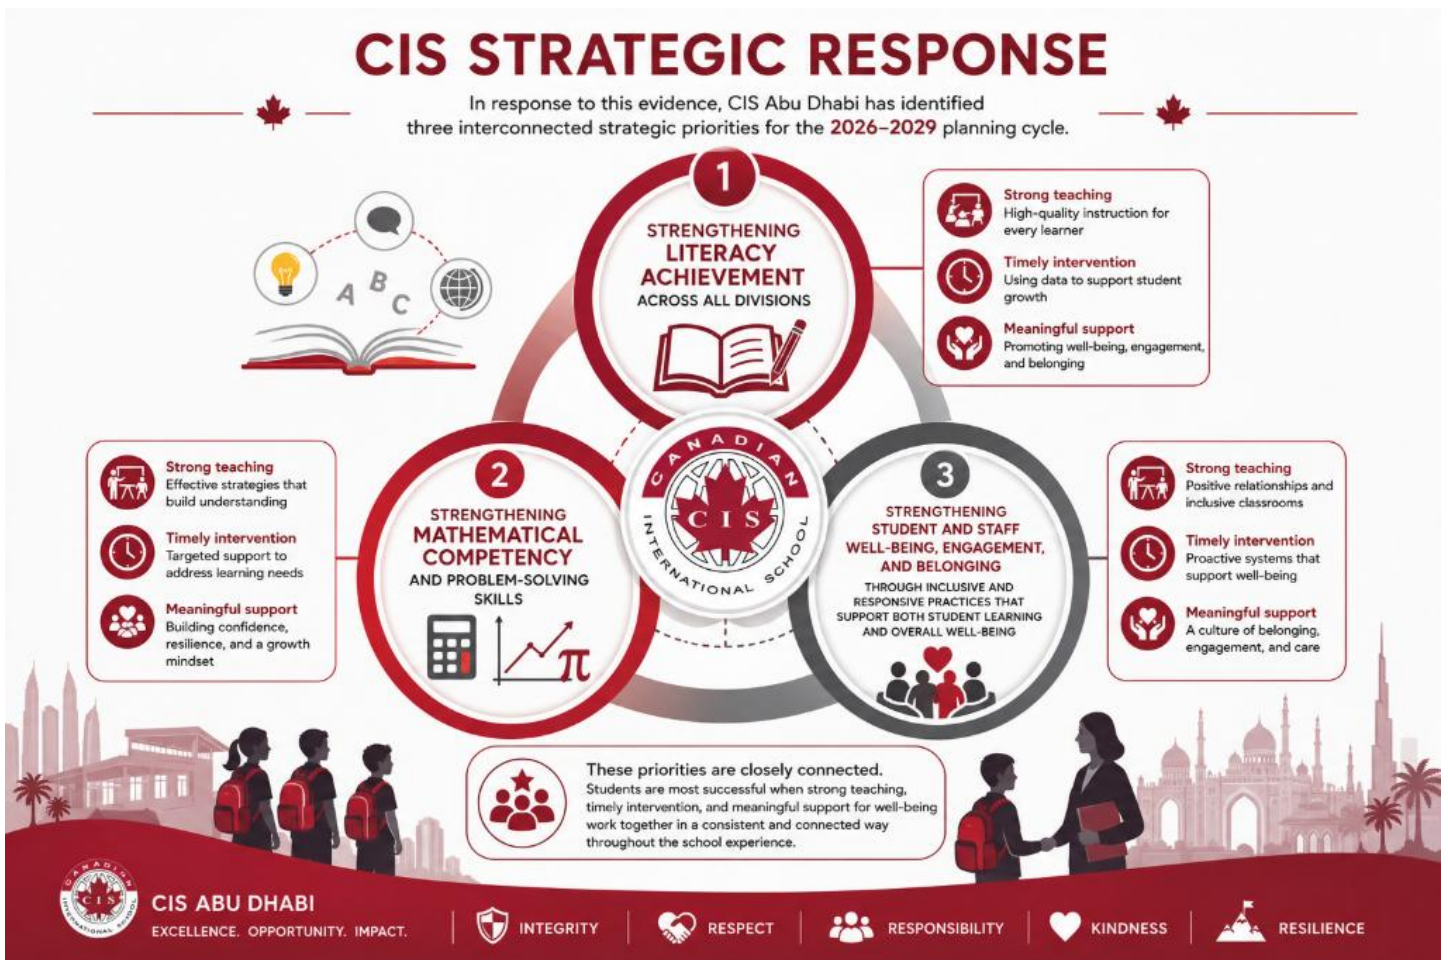 CIS STRATEGIC RESPONSE
In response to this evidence, CIS Abu Dhabi has identified
three interconnected strategic priorities for the 2026–2029 planning cycle.
1
STRENGTHENING
LITERACY
ACHIEVEMENT
ACROSS ALL DIVISIONS
Strong teaching
High-quality instruction for
every learner
Timely intervention
Using data to support student
growth
Meaningful support
Promoting well-being, engagement,
and belonging
A B C
2
STRENGTHENING
MATHEMATICAL
COMPETENCY
AND PROBLEM-SOLVING
SKILLS
π
Strong teaching
Effective strategies that
build understanding
Timely intervention
Targeted support to
address learning needs
Meaningful support
Building confidence,
resilience, and a growth
mindset
CANADIAN
CIS
INTERNATIONAL SCHOOL
3
STRENGTHENING
STUDENT AND STAFF
WELL-BEING, ENGAGEMENT,
AND BELONGING
THROUGH INCLUSIVE AND
RESPONSIVE PRACTICES THAT
SUPPORT BOTH STUDENT LEARNING
AND OVERALL WELL-BEING
Strong teaching
Positive relationships and
inclusive classrooms
Timely intervention
Proactive systems that
support well-being
Meaningful support
A culture of belonging,
engagement, and care
These priorities are closely connected.
Students are most successful when strong teaching,
timely intervention, and meaningful support for well-being
work together in a consistent and connected way
throughout the school experience.
CANADIAN
CIS
INTERNATIONAL SCHOOL
CIS ABU DHABI
EXCELLENCE. OPPORTUNITY. IMPACT.
INTEGRITY
RESPECT
RESPONSIBILITY
KINDNESS
RESILIENCE